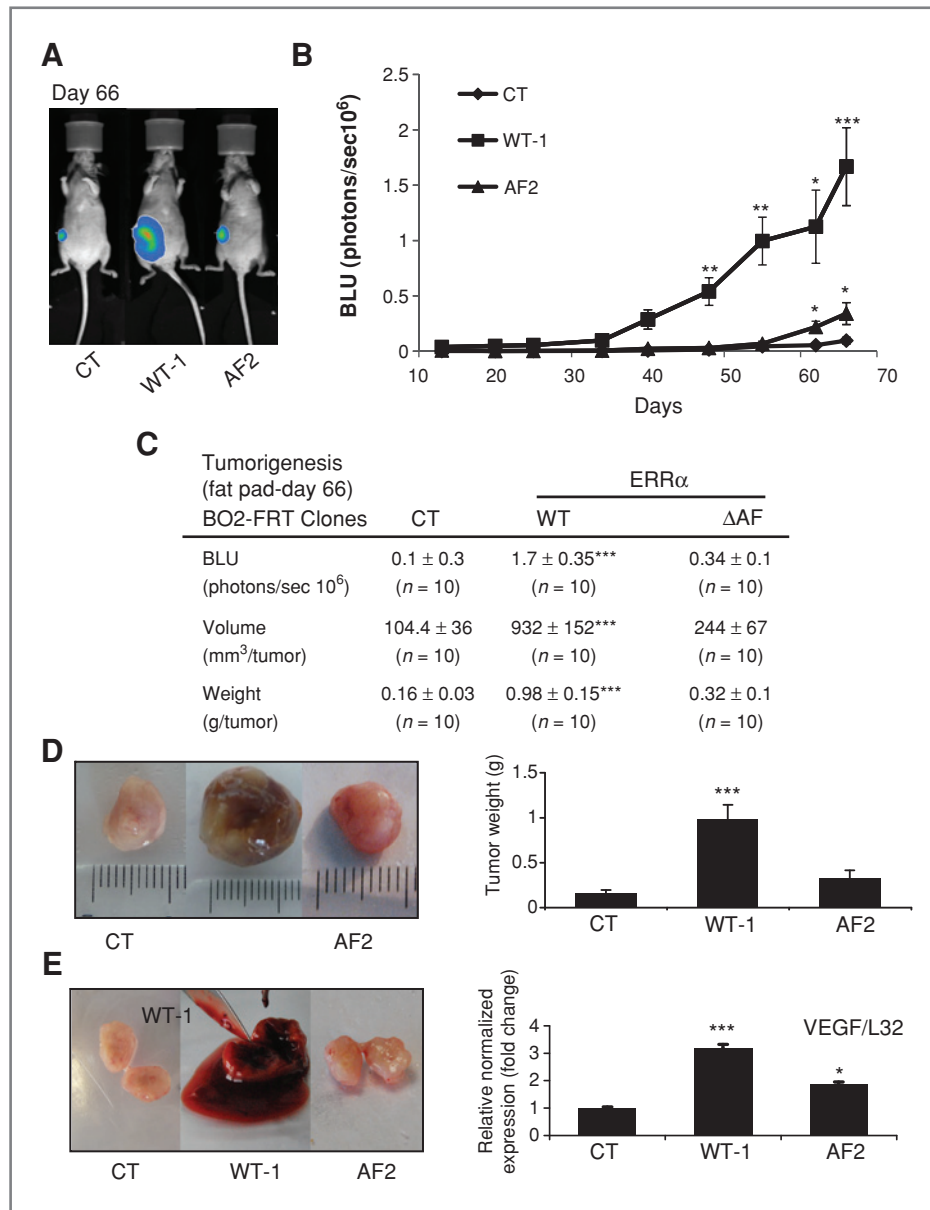 A
Day 66
CT
WT-1
AF2
B
BLU (photons/sec10⁶)
2.5
2
1.5
1
0.5
0
CT
WT-1
AF2
**
**
*
***
*
*
10 20 30 40 50 60 70
Days
C
Tumorigenesis
(fat pad-day 66)
ERRα
BO2-FRT Clones CT WT ΔAF
BLU 0.1 ± 0.3 1.7 ± 0.35*** 0.34 ± 0.1
(photons/sec 10⁶) (n = 10) (n = 10) (n = 10)
Volume 104.4 ± 36 932 ± 152*** 244 ± 67
(mm³/tumor) (n = 10) (n = 10) (n = 10)
Weight 0.16 ± 0.03 0.98 ± 0.15*** 0.32 ± 0.1
(g/tumor) (n = 10) (n = 10) (n = 10)
D
CT AF2
Tumor weight (g)
1.5
1
0.5
0
***
CT WT-1 AF2
E
WT-1
CT WT-1 AF2
Relative normalized
expression (fold change)
4
3
2
1
0
VEGF/L32
***
*
CT WT-1 AF2